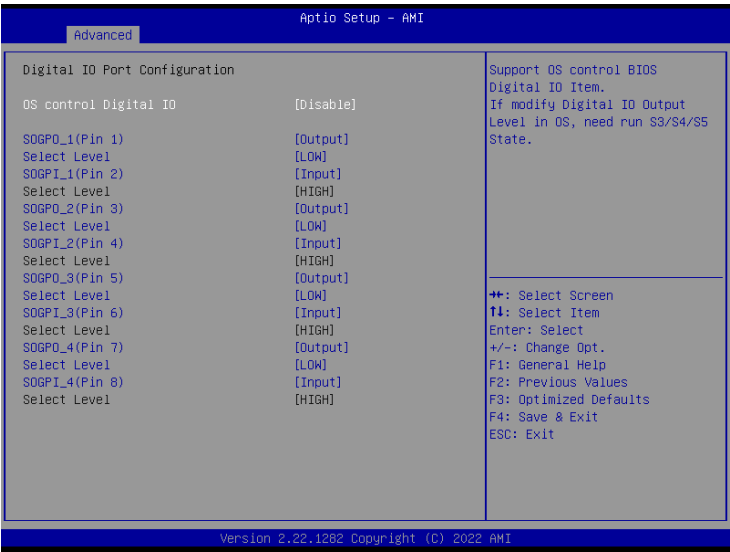 Aptio Setup – AMI
Advanced
Digital IO Port Configuration
OS control Digital IO [Disable]
SOGPO_1(Pin 1) [Output]
Select Level [LOW]
SOGPI_1(Pin 2) [Input]
Select Level [HIGH]
SOGPO_2(Pin 3) [Output]
Select Level [LOW]
SOGPI_2(Pin 4) [Input]
Select Level [HIGH]
SOGPO_3(Pin 5) [Output]
Select Level [LOW]
SOGPI_3(Pin 6) [Input]
Select Level [HIGH]
SOGPO_4(Pin 7) [Output]
Select Level [LOW]
SOGPI_4(Pin 8) [Input]
Select Level [HIGH]
Support OS control BIOS
Digital IO Item.
If modify Digital IO Output
Level in OS, need run S3/S4/S5
State.
→←: Select Screen
↑↓: Select Item
Enter: Select
+/-: Change Opt.
F1: General Help
F2: Previous Values
F3: Optimized Defaults
F4: Save & Exit
ESC: Exit
Version 2.22.1282 Copyright (C) 2022 AMI